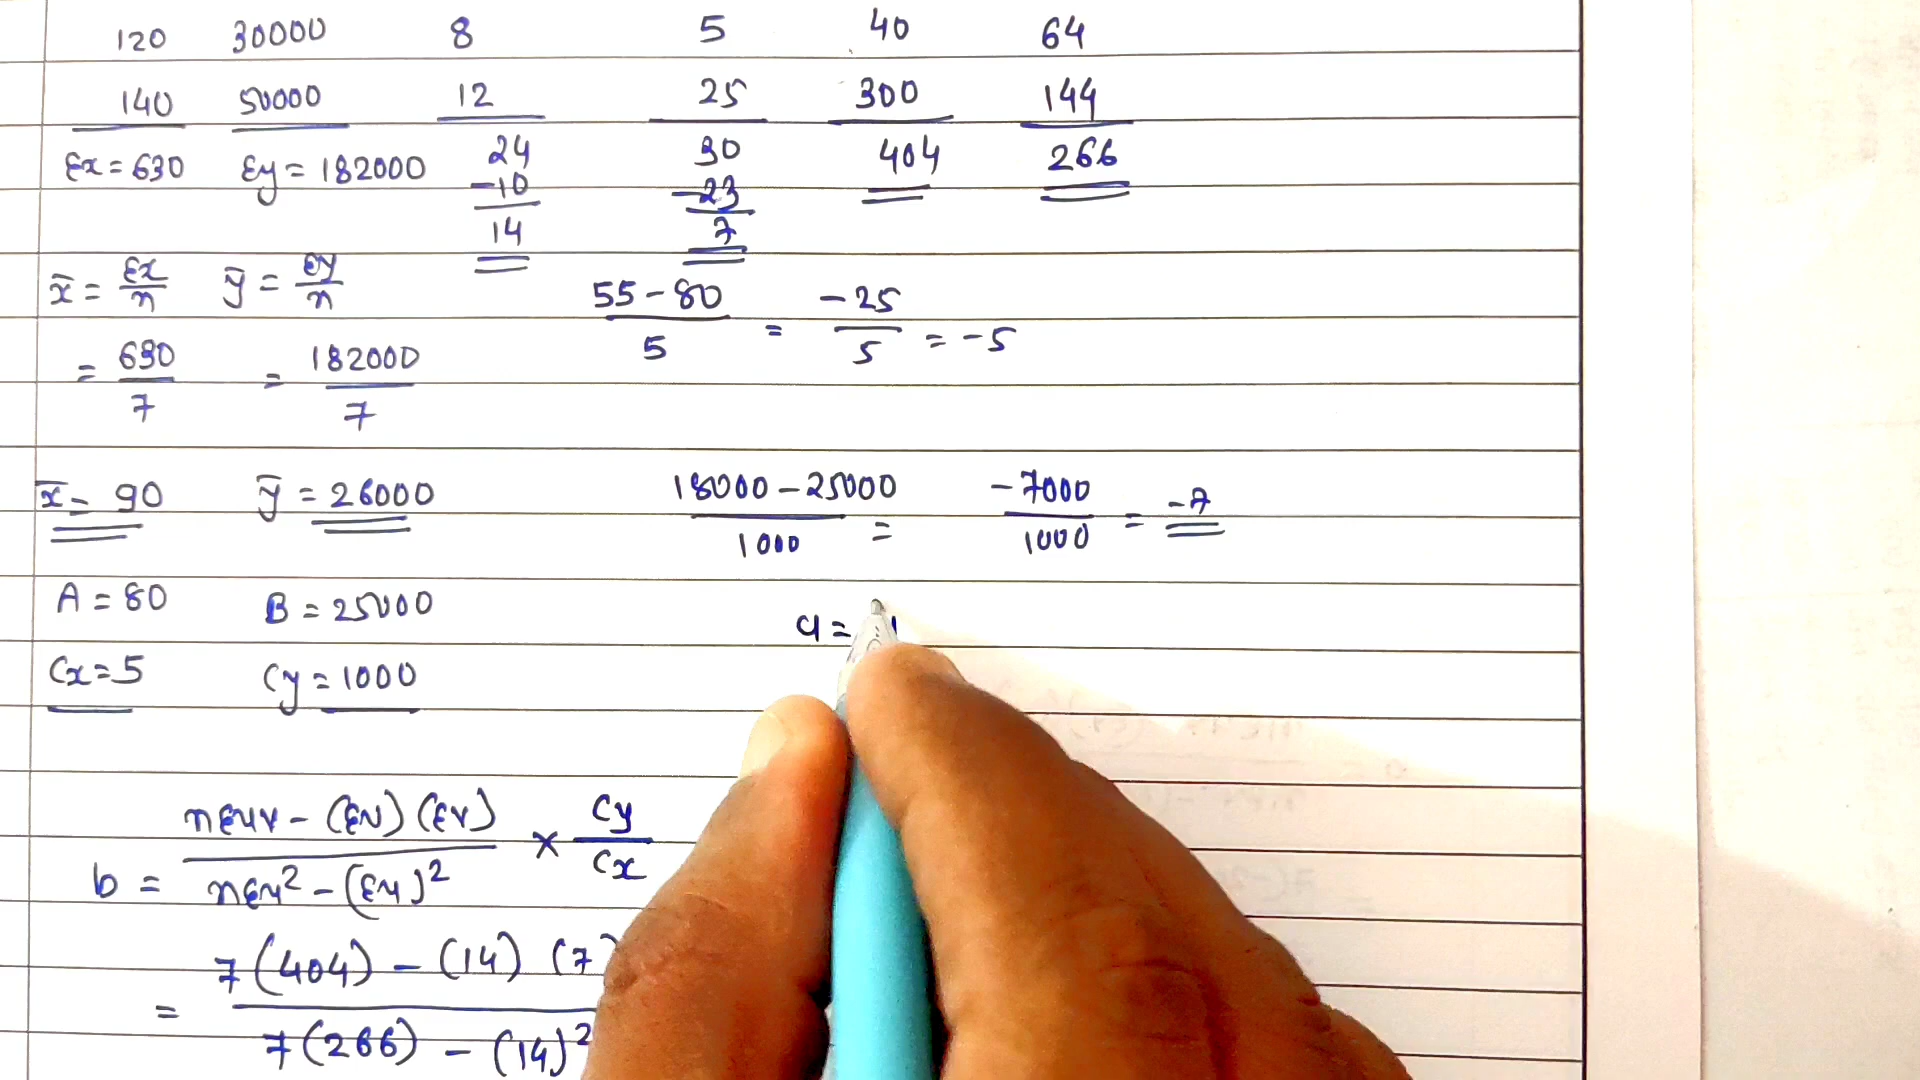 120 30000 8 5 40 64
140 50000 12 25 300 144
Σx = 630 Σy = 182000 24 30 404 266
-10 -23
14 7
x̄ = Σx/n ȳ = Σy/n 55 - 80 / 5 = -25/5 = -5
= 630/7 = 182000/7
x̄ = 90 ȳ = 26000 18000 - 25000 / 1000 = -7000/1000 = -7
A = 80 B = 25000 a =
Cx = 5 Cy = 1000
b = nΣuv - (Σu)(Σv) / nΣu² - (Σu)² × Cy/Cx
= 7(404) - (14) (7) / 7(266) - (14)²